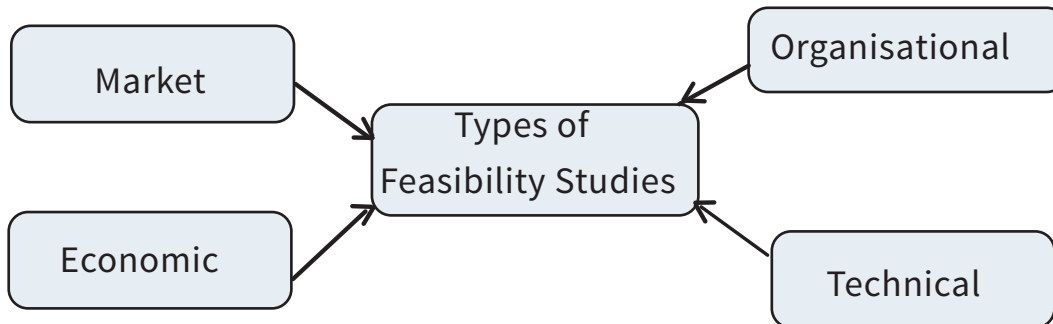 Market
Organisational
Types of
Feasibility Studies
Economic
Technical